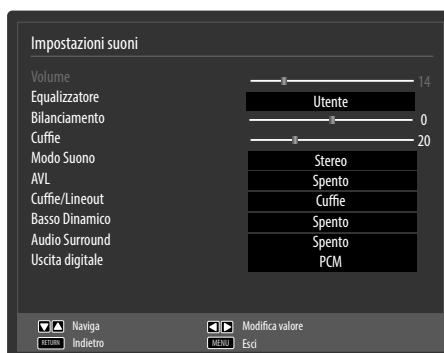 Impostazioni suoni
Volume 14
Equalizzatore Utente
Bilanciamento 0
Cuffie 20
Modo Suono Stereo
AVL Spento
Cuffie/Lineout Cuffie
Basso Dinamico Spento
Audio Surround Spento
Uscita digitale PCM
Naviga Modifica valore
RETURN Indietro MENU Esci